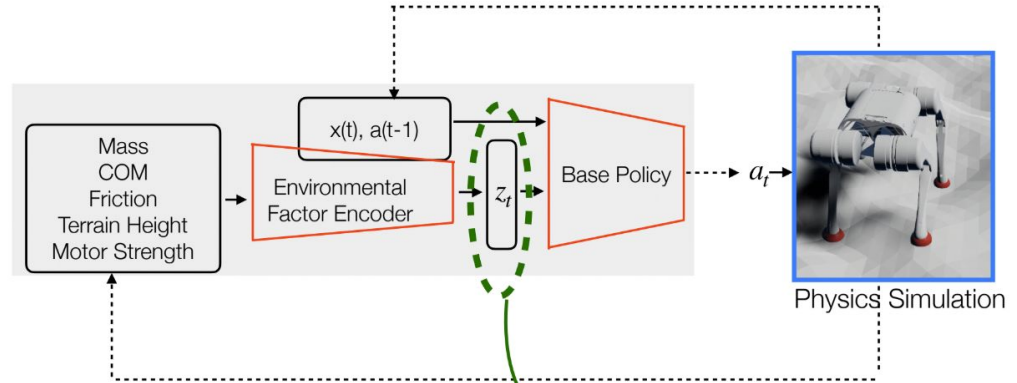 x(t), a(t-1)
Mass
COM
Friction
Terrain Height
Motor Strength
Environmental
Factor Encoder
z_t
Base Policy
a_t
Physics Simulation